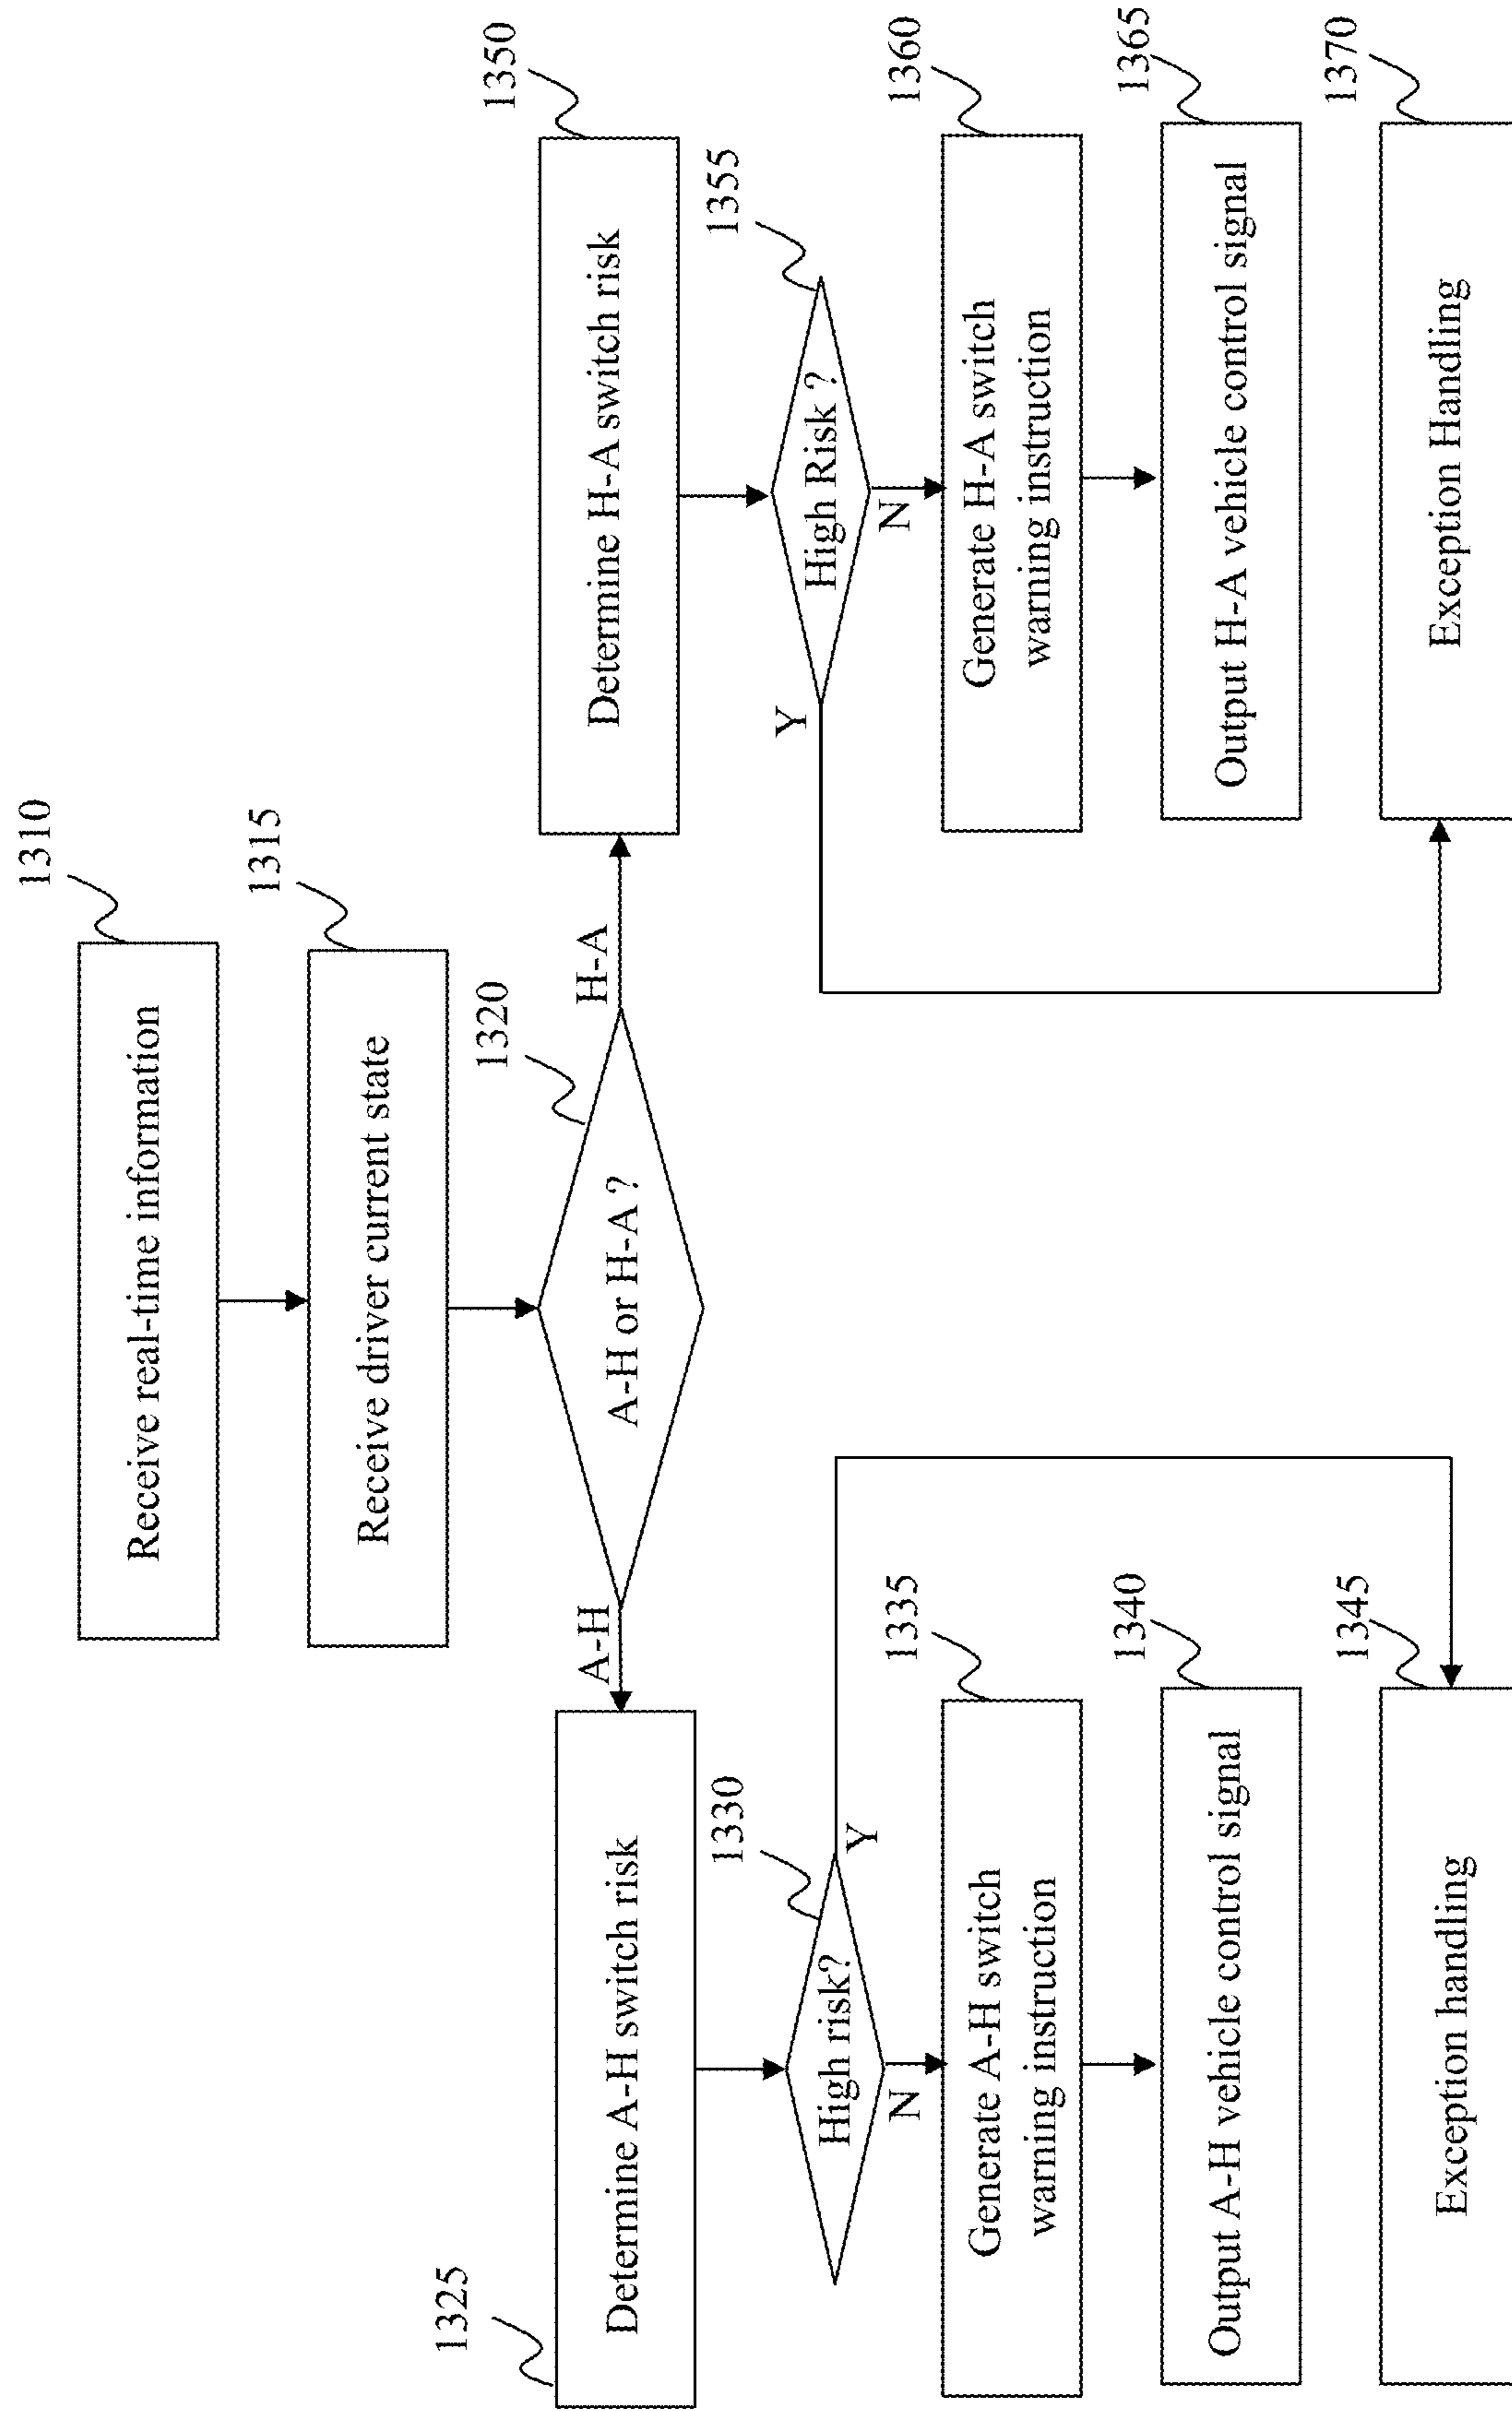 1310
Receive real-time information
1315
Receive driver current state
1320
A-H or H-A ?
A-H
H-A
1325
Determine A-H switch risk
1330
High risk?
Y
N
1335
Generate A-H switch
warning instruction
1340
Output A-H vehicle control signal
1345
Exception handling
1350
Determine H-A switch risk
1355
High Risk ?
Y
N
1360
Generate H-A switch
warning instruction
1365
Output H-A vehicle control signal
1370
Exception Handling